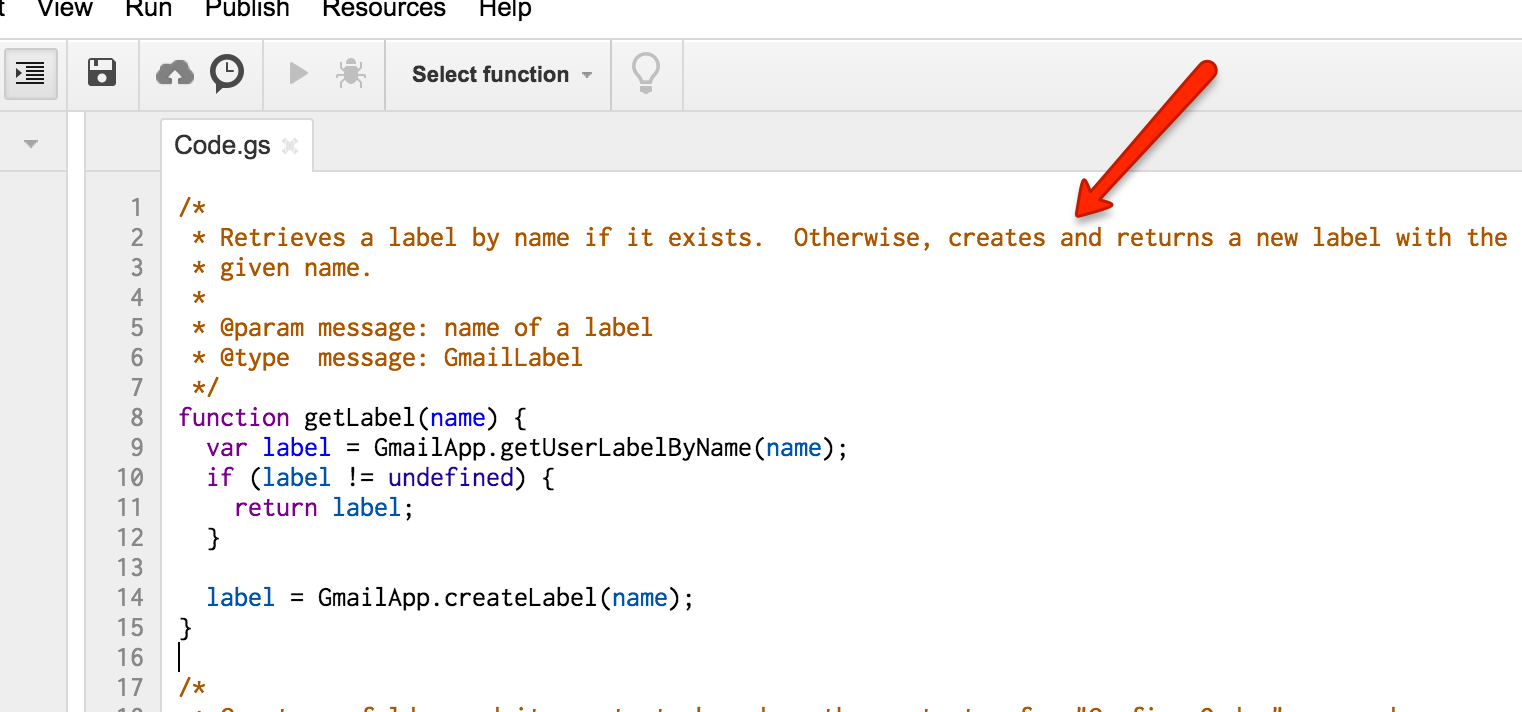 View Run Publish Resources Help
Select function
Code.gs
1 /*
2 * Retrieves a label by name if it exists.  Otherwise, creates and returns a new label with the
3 * given name.
4 *
5 * @param message: name of a label
6 * @type  message: GmailLabel
7 */
8 function getLabel(name) {
9 var label = GmailApp.getUserLabelByName(name);
10 if (label != undefined) {
11 return label;
12 }
13
14 label = GmailApp.createLabel(name);
15 }
16
17 /*